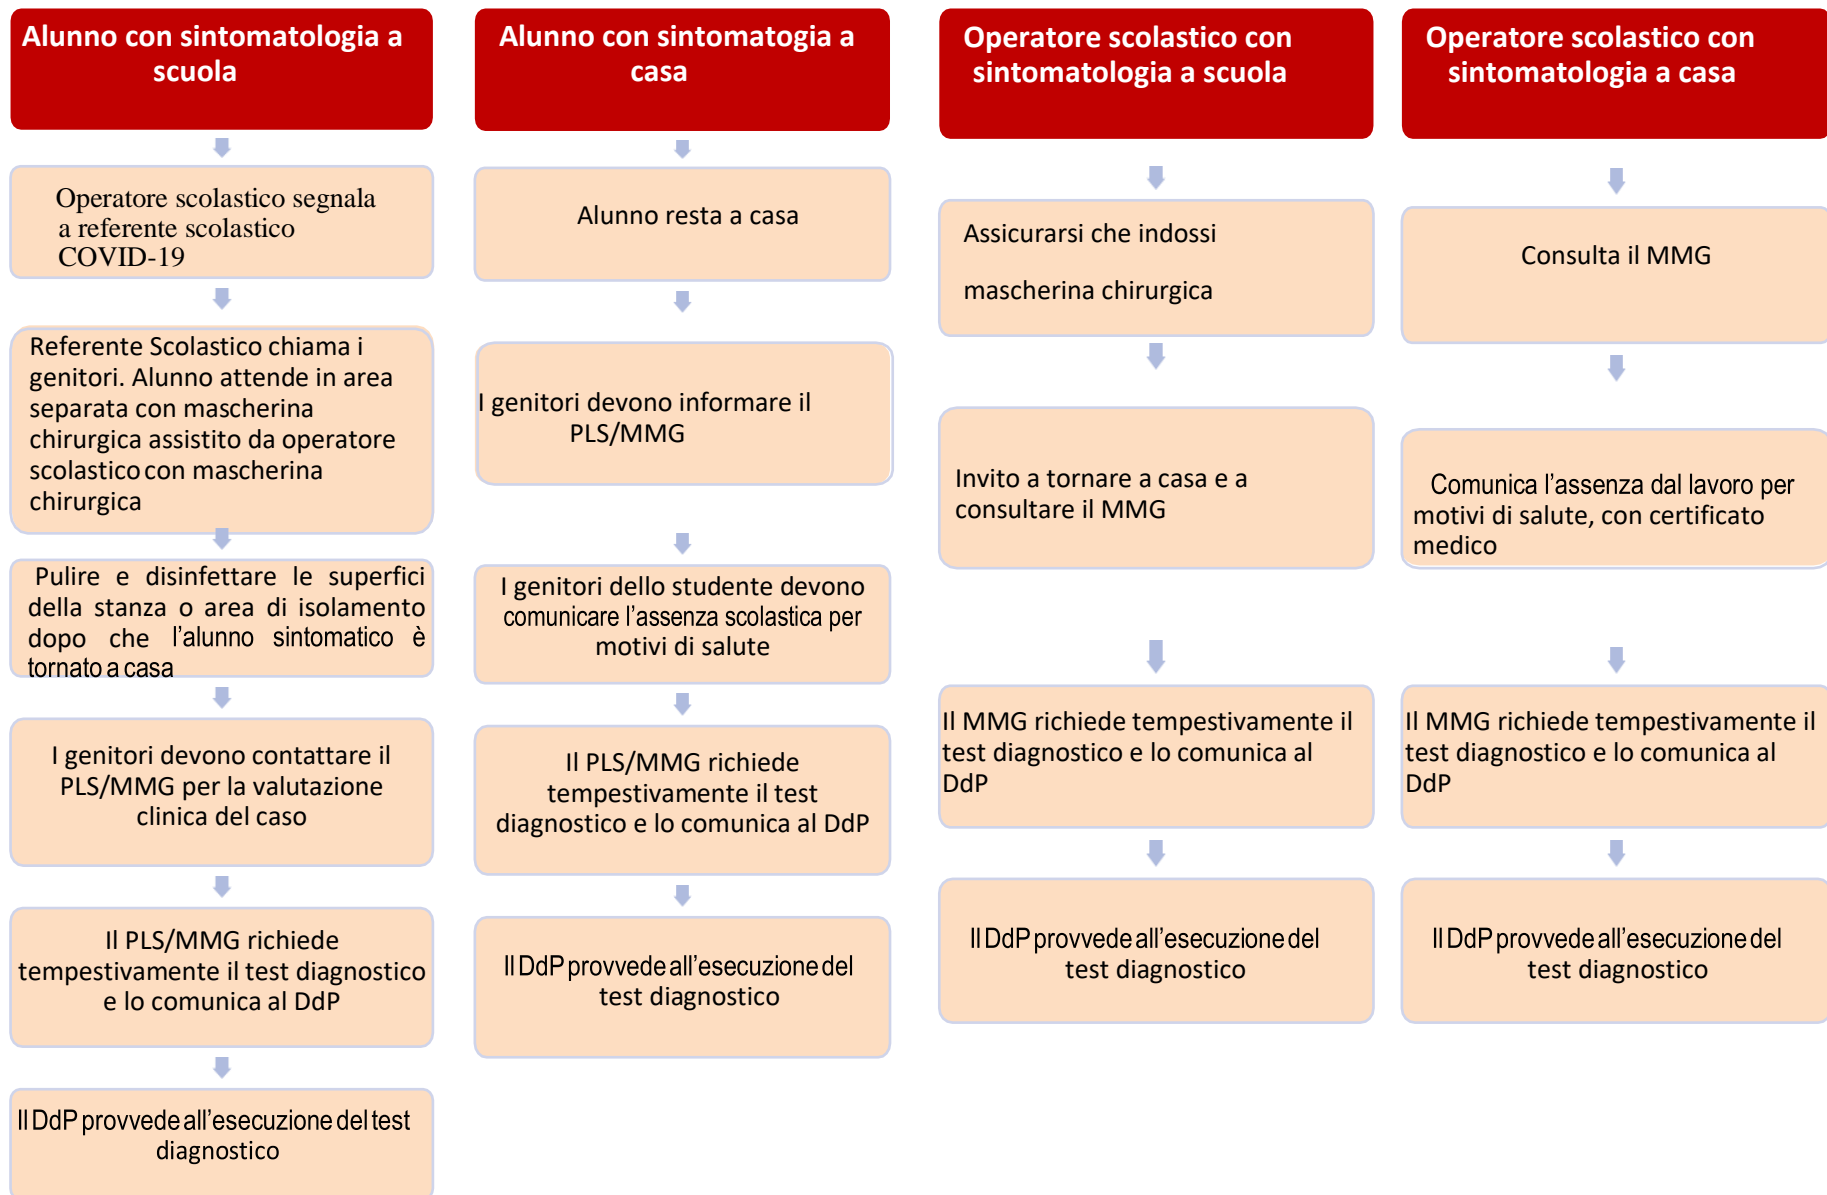 Alunno con sintomatologia a
scuola
Operatore scolastico segnala
a referente scolastico
COVID-19
Referente Scolastico chiama i
genitori. Alunno attende in area
separata con mascherina
chirurgica assistito da operatore
scolastico con mascherina
chirurgica
Pulire e disinfettare le superfici
della stanza o area di isolamento
dopo che l’alunno sintomatico è
tornato a casa
I genitori devono contattare il
PLS/MMG per la valutazione
clinica del caso
Il PLS/MMG richiede
tempestivamente il test diagnostico
e lo comunica al DdP
Il DdP provvede all’esecuzione del test
diagnostico
Alunno con sintomatogia a
casa
Alunno resta a casa
I genitori devono informare il
PLS/MMG
I genitori dello studente devono
comunicare l’assenza scolastica per
motivi di salute
Il PLS/MMG richiede
tempestivamente il test
diagnostico e lo comunica al DdP
Il DdP provvede all’esecuzione del
test diagnostico
Operatore scolastico con
sintomatologia a scuola
Assicurarsi che indossi
mascherina chirurgica
Invito a tornare a casa e a
consultare il MMG
Il MMG richiede tempestivamente il
test diagnostico e lo comunica al
DdP
Il DdP provvede all’esecuzione del
test diagnostico
Operatore scolastico con
sintomatologia a casa
Consulta il MMG
Comunica l’assenza dal lavoro per
motivi di salute, con certificato
medico
Il MMG richiede tempestivamente il
test diagnostico e lo comunica al
DdP
Il DdP provvede all’esecuzione del
test diagnostico